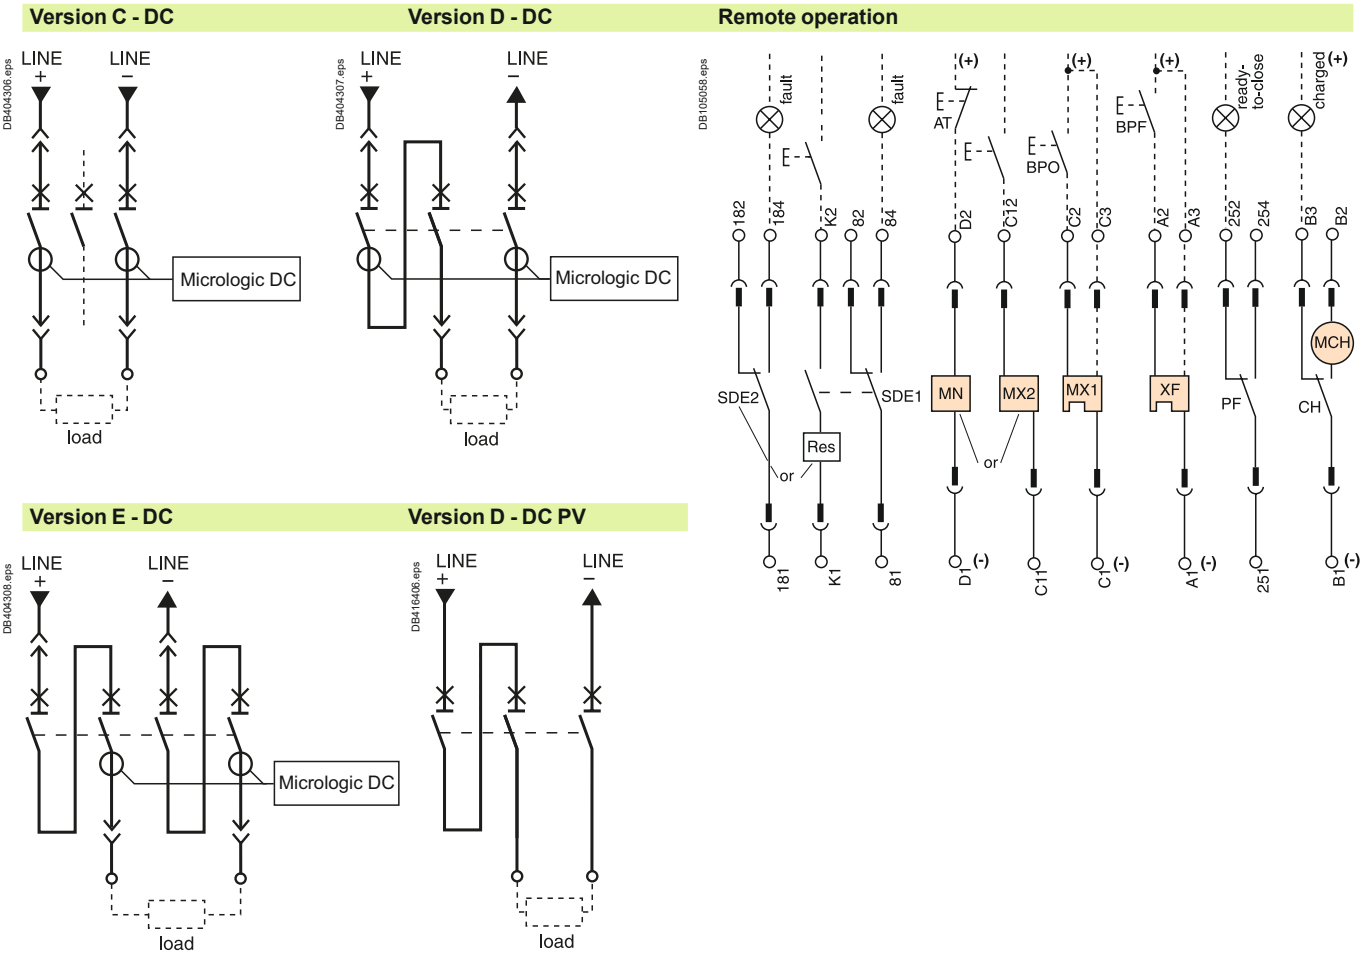 Version C - DC
Version D - DC
Remote operation
DB404306.eps
LINE
+
LINE
–
Micrologic DC
load
DB404307.eps
LINE
+
LINE
–
Micrologic DC
load
DB105058.eps
fault
fault
(+)
(+)
(+)
ready-
to-close
charged
(+)
E
AT
E
BPF
E
E
BPO
182
184
K2
82
84
D2
C12
C2
C3
A2
A3
252
254
B3
B2
MCH
SDE2
SDE1
MN
MX2
MX1
XF
PF
CH
Res
or
or
181
K1
81
D1 (-)
C11
C1 (-)
A1 (-)
251
B1 (-)
Version E - DC
Version D - DC PV
DB404308.eps
LINE
+
LINE
–
Micrologic DC
load
DB416406.eps
LINE
+
LINE
–
load